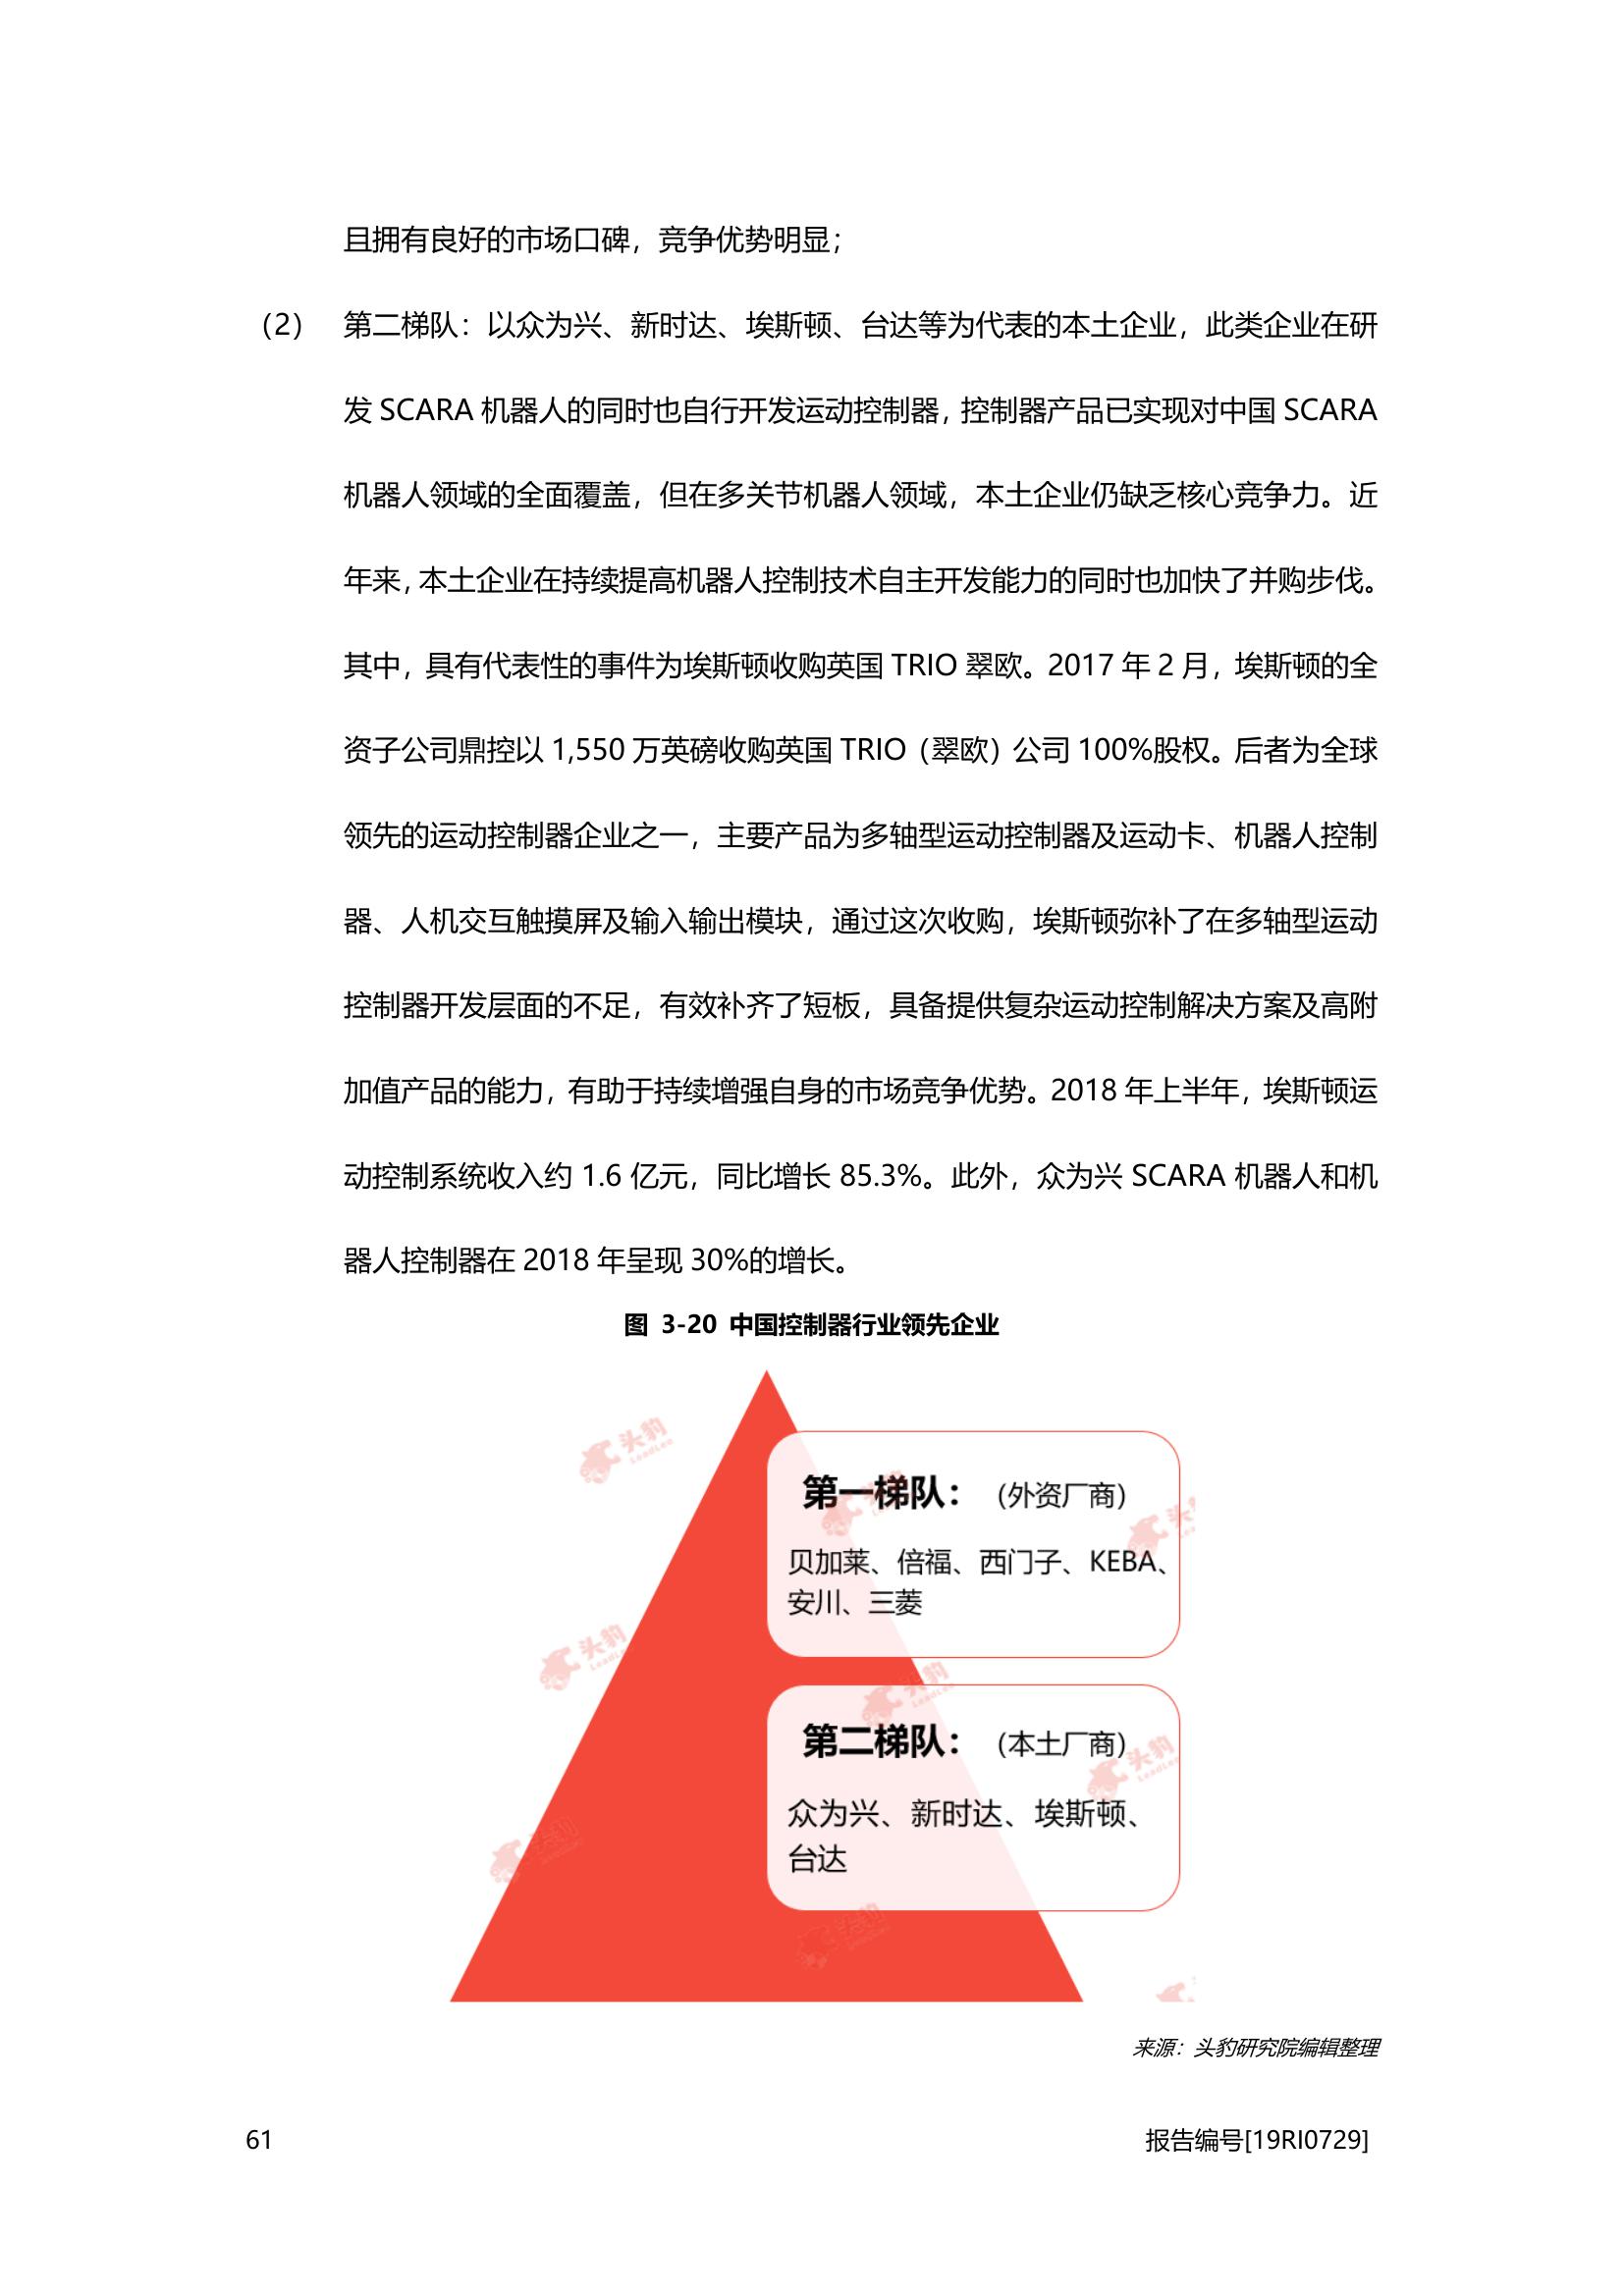 且拥有良好的市场口碑，竞争优势明显；
（2） 第二梯队：以众为兴、新时达、埃斯顿、台达等为代表的本土企业，此类企业在研
发 SCARA 机器人的同时也自行开发运动控制器，控制器产品已实现对中国 SCARA
机器人领域的全面覆盖，但在多关节机器人领域，本土企业仍缺乏核心竞争力。近
年来，本土企业在持续提高机器人控制技术自主开发能力的同时也加快了并购步伐。
其中，具有代表性的事件为埃斯顿收购英国 TRIO 翠欧。2017 年 2 月，埃斯顿的全
资子公司鼎控以 1,550 万英磅收购英国 TRIO（翠欧）公司 100%股权。后者为全球
领先的运动控制器企业之一，主要产品为多轴型运动控制器及运动卡、机器人控制
器、人机交互触摸屏及输入输出模块，通过这次收购，埃斯顿弥补了在多轴型运动
控制器开发层面的不足，有效补齐了短板，具备提供复杂运动控制解决方案及高附
加值产品的能力，有助于持续增强自身的市场竞争优势。2018 年上半年，埃斯顿运
动控制系统收入约 1.6 亿元，同比增长 85.3%。此外，众为兴 SCARA 机器人和机
器人控制器在 2018 年呈现 30%的增长。
图 3-20 中国控制器行业领先企业
头豹
LeadLeo
第一梯队：（外资厂商）
贝加莱、倍福、西门子、KEBA、
安川、三菱
第二梯队：（本土厂商）
众为兴、新时达、埃斯顿、
台达
来源：头豹研究院编辑整理
61 报告编号[19RI0729]